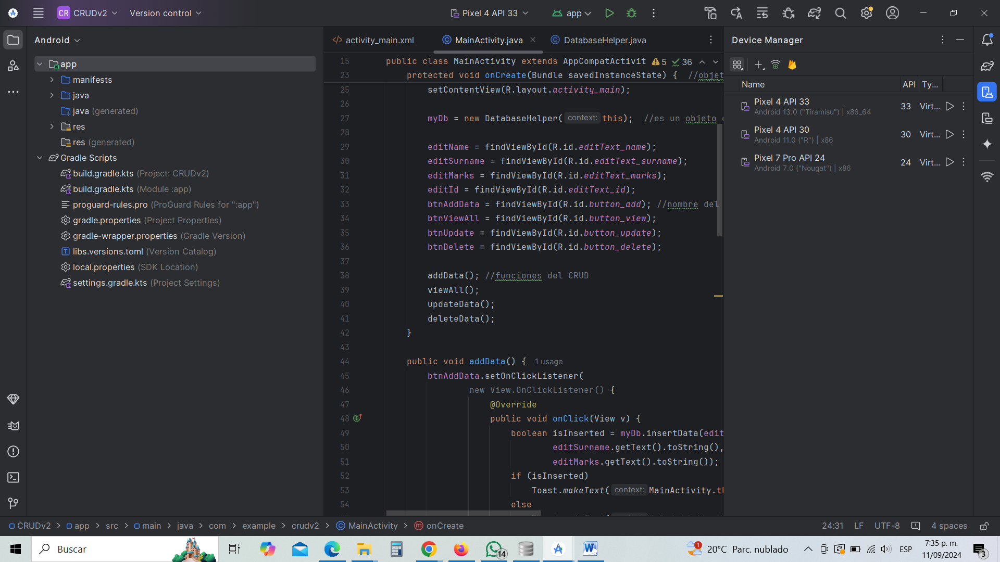 CR CRUDv2 Version control Pixel 4 API 33 app
Android
app
manifests
java
java (generated)
res
res (generated)
Gradle Scripts
build.gradle.kts (Project: CRUDv2)
build.gradle.kts (Module :app)
proguard-rules.pro (ProGuard Rules for ":app")
gradle.properties (Project Properties)
gradle-wrapper.properties (Gradle Version)
libs.versions.toml (Version Catalog)
local.properties (SDK Location)
settings.gradle.kts (Project Settings)
activity_main.xml MainActivity.java DatabaseHelper.java
15 public class MainActivity extends AppCompatActivit 5 36
23 protected void onCreate(Bundle savedInstanceState) { //objet
25 setContentView(R.layout.activity_main);
26
27 myDb = new DatabaseHelper( context: this); //es un objeto
28
29 editName = findViewById(R.id.editText_name);
30 editSurname = findViewById(R.id.editText_surname);
31 editMarks = findViewById(R.id.editText_marks);
32 editId = findViewById(R.id.editText_id);
33 btnAddData = findViewById(R.id.button_add); //nombre del
34 btnViewAll = findViewById(R.id.button_view);
35 btnUpdate = findViewById(R.id.button_update);
36 btnDelete = findViewById(R.id.button_delete);
37
38 addData(); //funciones del CRUD
39 viewAll();
40 updateData();
41 deleteData();
42 }
43
44 public void addData() { 1 usage
45 btnAddData.setOnClickListener(
46 new View.OnClickListener() {
47 @Override
48 public void onClick(View v) {
49 boolean isInserted = myDb.insertData(edit
50 editSurname.getText().toString(),
51 editMarks.getText().toString());
52 if (isInserted)
53 Toast.makeText( context: MainActivity.th
54 else
Device Manager
Name API Ty...
Pixel 4 API 33
Android 13.0 ("Tiramisu") | x86_64
33 Virt...
Pixel 4 API 30
Android 11.0 ("R") | x86
30 Virt...
Pixel 7 Pro API 24
Android 7.0 ("Nougat") | x86
24 Virt...
CRUDv2 > app > src > main > java > com > example > crudv2 > MainActivity > onCreate
24:31 LF UTF-8 4 spaces
Buscar
14
1 20°C Parc. nublado ESP
7:35 p. m.
11/09/2024
3